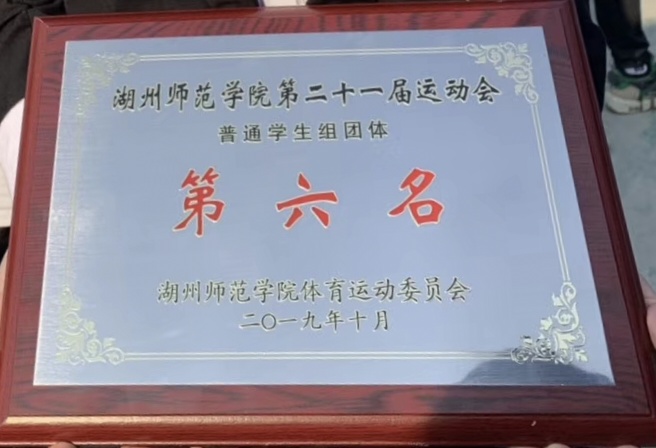 湖州师范学院第二十一届运动会
普通学生组团体
第六名
湖州师范学院体育运动委员会
二〇一九年十月